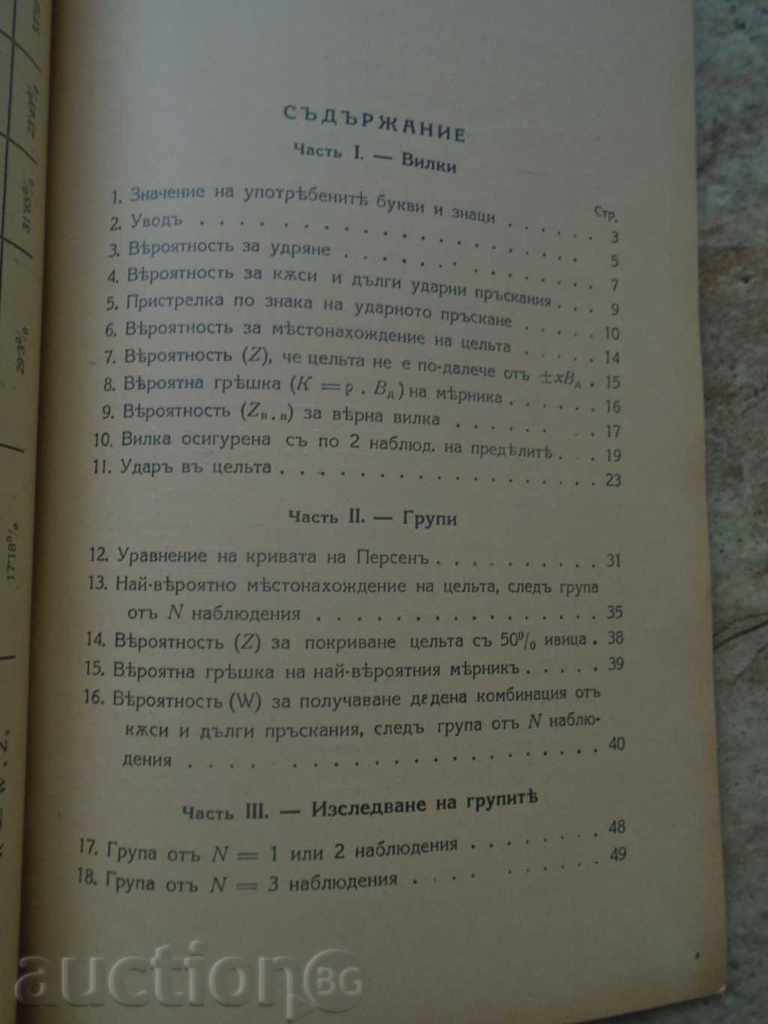 СЪДЪРЖАНИЕ
Часть I. — Вилки
Стр.
1. Значение на употрѣбенитѣ букви и знаци . . . . . . 3
2. Уводъ . . . . . . . . . . . . . . . . . . . 5
3. Вѣроятность за удряне . . . . . . . . . . . . . 7
4. Вѣроятность за кѫси и дълги ударни пръскания . . . 9
5. Пристрелка по знака на ударното пръскане . . . . . 10
6. Вѣроятность за мѣстонахождение на цельта . . . . . 14
7. Вѣроятность (Z), че цельта не е по-далече отъ ±xВд . 15
8. Вѣроятна грѣшка (K = ρ . Вд) на мѣрника . . . . . . 16
9. Вѣроятность (Zв.в) за вѣрна вилка . . . . . . . . 17
10. Вилка осигурена съ по 2 наблюд. на предѣлитѣ . . . 19
11. Ударъ въ цельта . . . . . . . . . . . . . . . . 23
Часть II. — Групи
12. Уравнение на кривата на Персенъ . . . . . . . . . . 31
13. Най-вѣроятно мѣстонахождение на цельта, следъ група
отъ N наблюдения . . . . . . . . . . . . . . . 35
14. Вѣроятность (Z) за покриване цельта съ 50% ивица . 38
15. Вѣроятна грѣшка на най-вѣроятния мѣрникъ . . . . . 39
16. Вѣроятность (W) за получаване дадена комбинация отъ
кѫси и дълги пръскания, следъ група отъ N наблю-
дения . . . . . . . . . . . . . . . . . . . . 40
Часть III. — Изследване на групитѣ
17. Група отъ N = 1 или 2 наблюдения . . . . . . . . 48
18. Група отъ N = 3 наблюдения . . . . . . . . . . . 49
auction BG